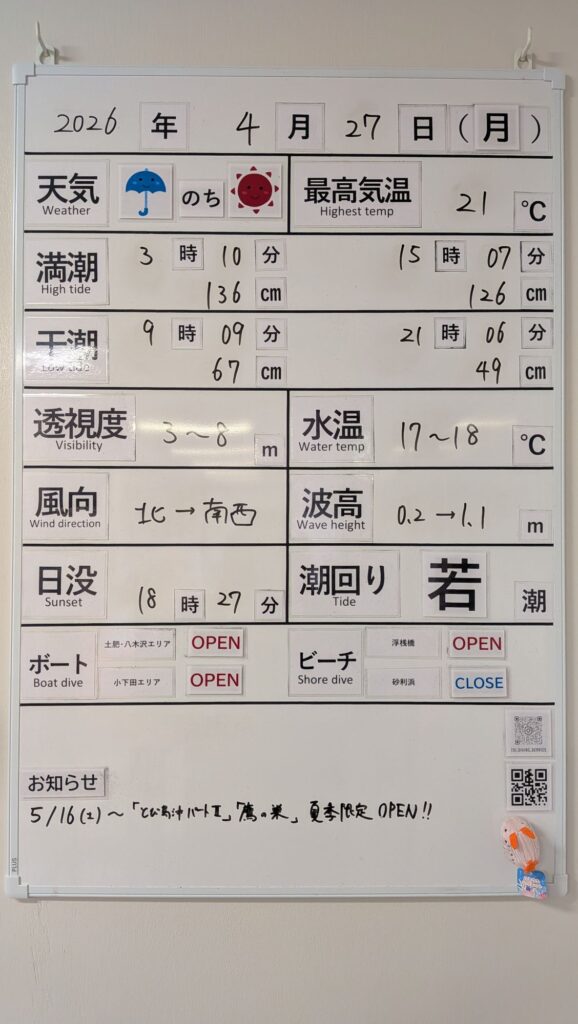 2026 年 4 月 27 日 (月)
天気 のち 最高気温 21 ℃
Weather Highest temp
満潮 3 時 10 分 15 時 07 分
High tide 136 cm 126 cm
干潮 9 時 09 分 21 時 06 分
Low tide 67 cm 49 cm
透視度 3〜8 m 水温 17〜18 ℃
Visibility Water temp
風向 北→南西 波高 0.2→1.1 m
Wind direction Wave height
日没 18 時 27 分 潮回り 若 潮
Sunset Tide
ボート 土肥・八木沢エリア OPEN ビーチ 浮桟橋 OPEN
Boat dive 小下田エリア OPEN Shore dive 砂利浜 CLOSE
お知らせ
5/16(土)〜「とび島沖パートⅡ」「鷹の巣」夏季限定 OPEN!!
PLUS